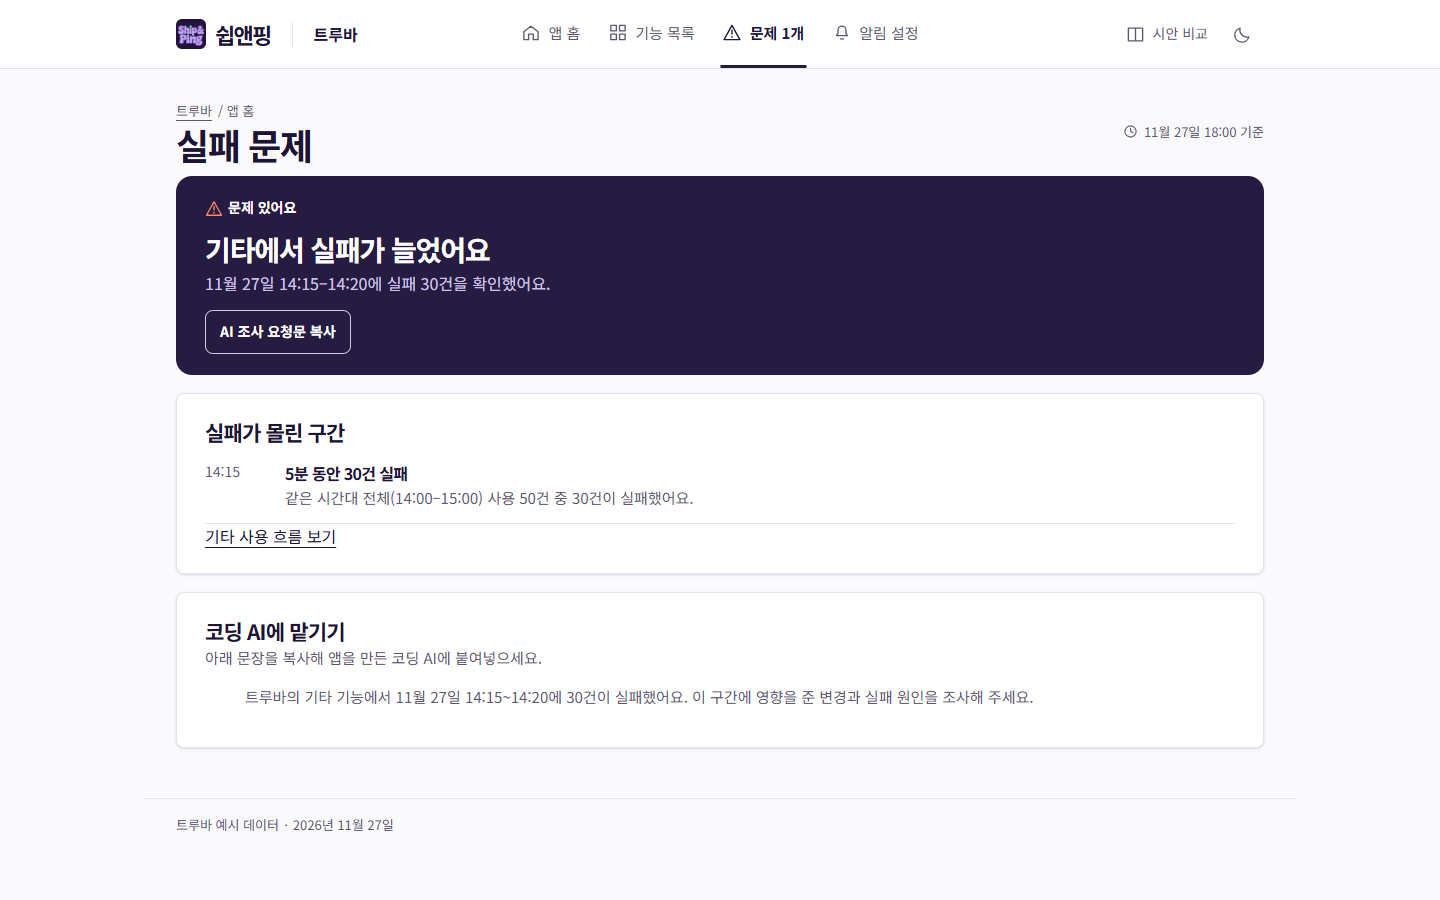 Ship& Ping 쉽앤핑 트루바 앱 홈 기능 목록 문제 1개 알림 설정 시안 비교
트루바 / 앱 홈
실패 문제
11월 27일 18:00 기준
문제 있어요
기타에서 실패가 늘었어요
11월 27일 14:15–14:20에 실패 30건을 확인했어요.
AI 조사 요청문 복사
실패가 몰린 구간
14:15 5분 동안 30건 실패
같은 시간대 전체(14:00–15:00) 사용 50건 중 30건이 실패했어요.
기타 사용 흐름 보기
코딩 AI에 맡기기
아래 문장을 복사해 앱을 만든 코딩 AI에 붙여넣으세요.
트루바의 기타 기능에서 11월 27일 14:15~14:20에 30건이 실패했어요. 이 구간에 영향을 준 변경과 실패 원인을 조사해 주세요.
트루바 예시 데이터 · 2026년 11월 27일